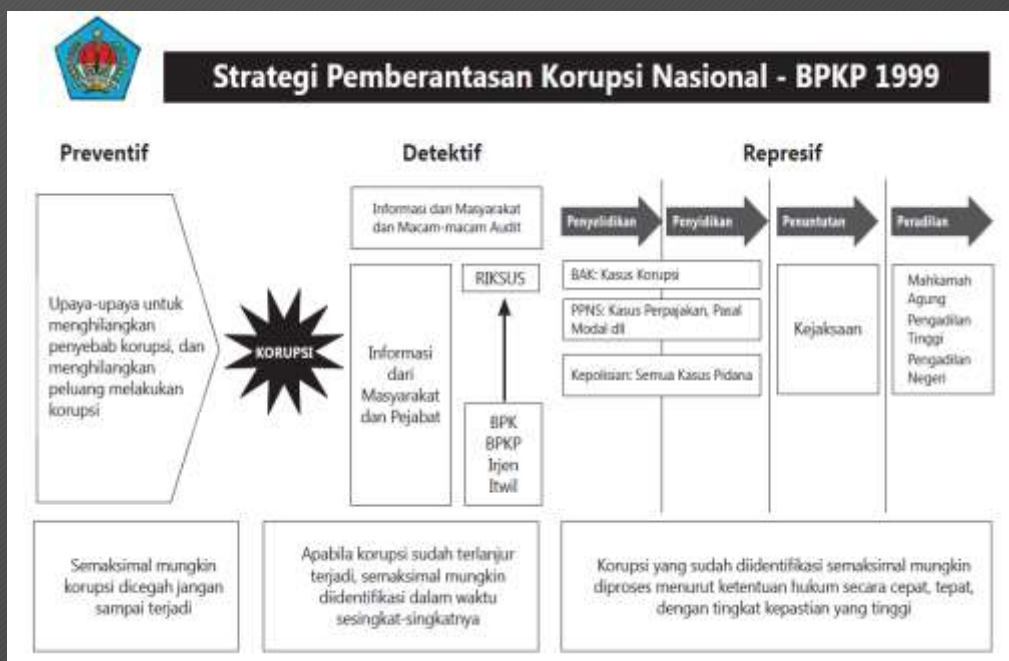 Strategi Pemberantasan Korupsi Nasional - BPKP 1999
Preventif
Detektif
Represif
Upaya-upaya untuk
menghilangkan
penyebab korupsi, dan
menghilangkan
peluang melakukan
korupsi
KORUPSI
Informasi dari Masyarakat
dan Macam-macam Audit
Informasi
dari
Masyarakat
dan Pejabat
RIKSUS
BPK
BPKP
Irjen
Itwil
Penyelidikan
Penyidikan
Penuntutan
Peradilan
BAK: Kasus Korupsi
PPNS: Kasus Perpajakan, Pasal
Modal dll
Kepolisian: Semua Kasus Pidana
Kejaksaan
Mahkamah
Agung
Pengadilan
Tinggi
Pengadilan
Negeri
Semaksimal mungkin
korupsi dicegah jangan
sampai terjadi
Apabila korupsi sudah terlanjur
terjadi, semaksimal mungkin
diidentifikasi dalam waktu
sesingkat-singkatnya
Korupsi yang sudah diidentifikasi semaksimal mungkin
diproses menurut ketentuan hukum secara cepat, tepat,
dengan tingkat kepastian yang tinggi